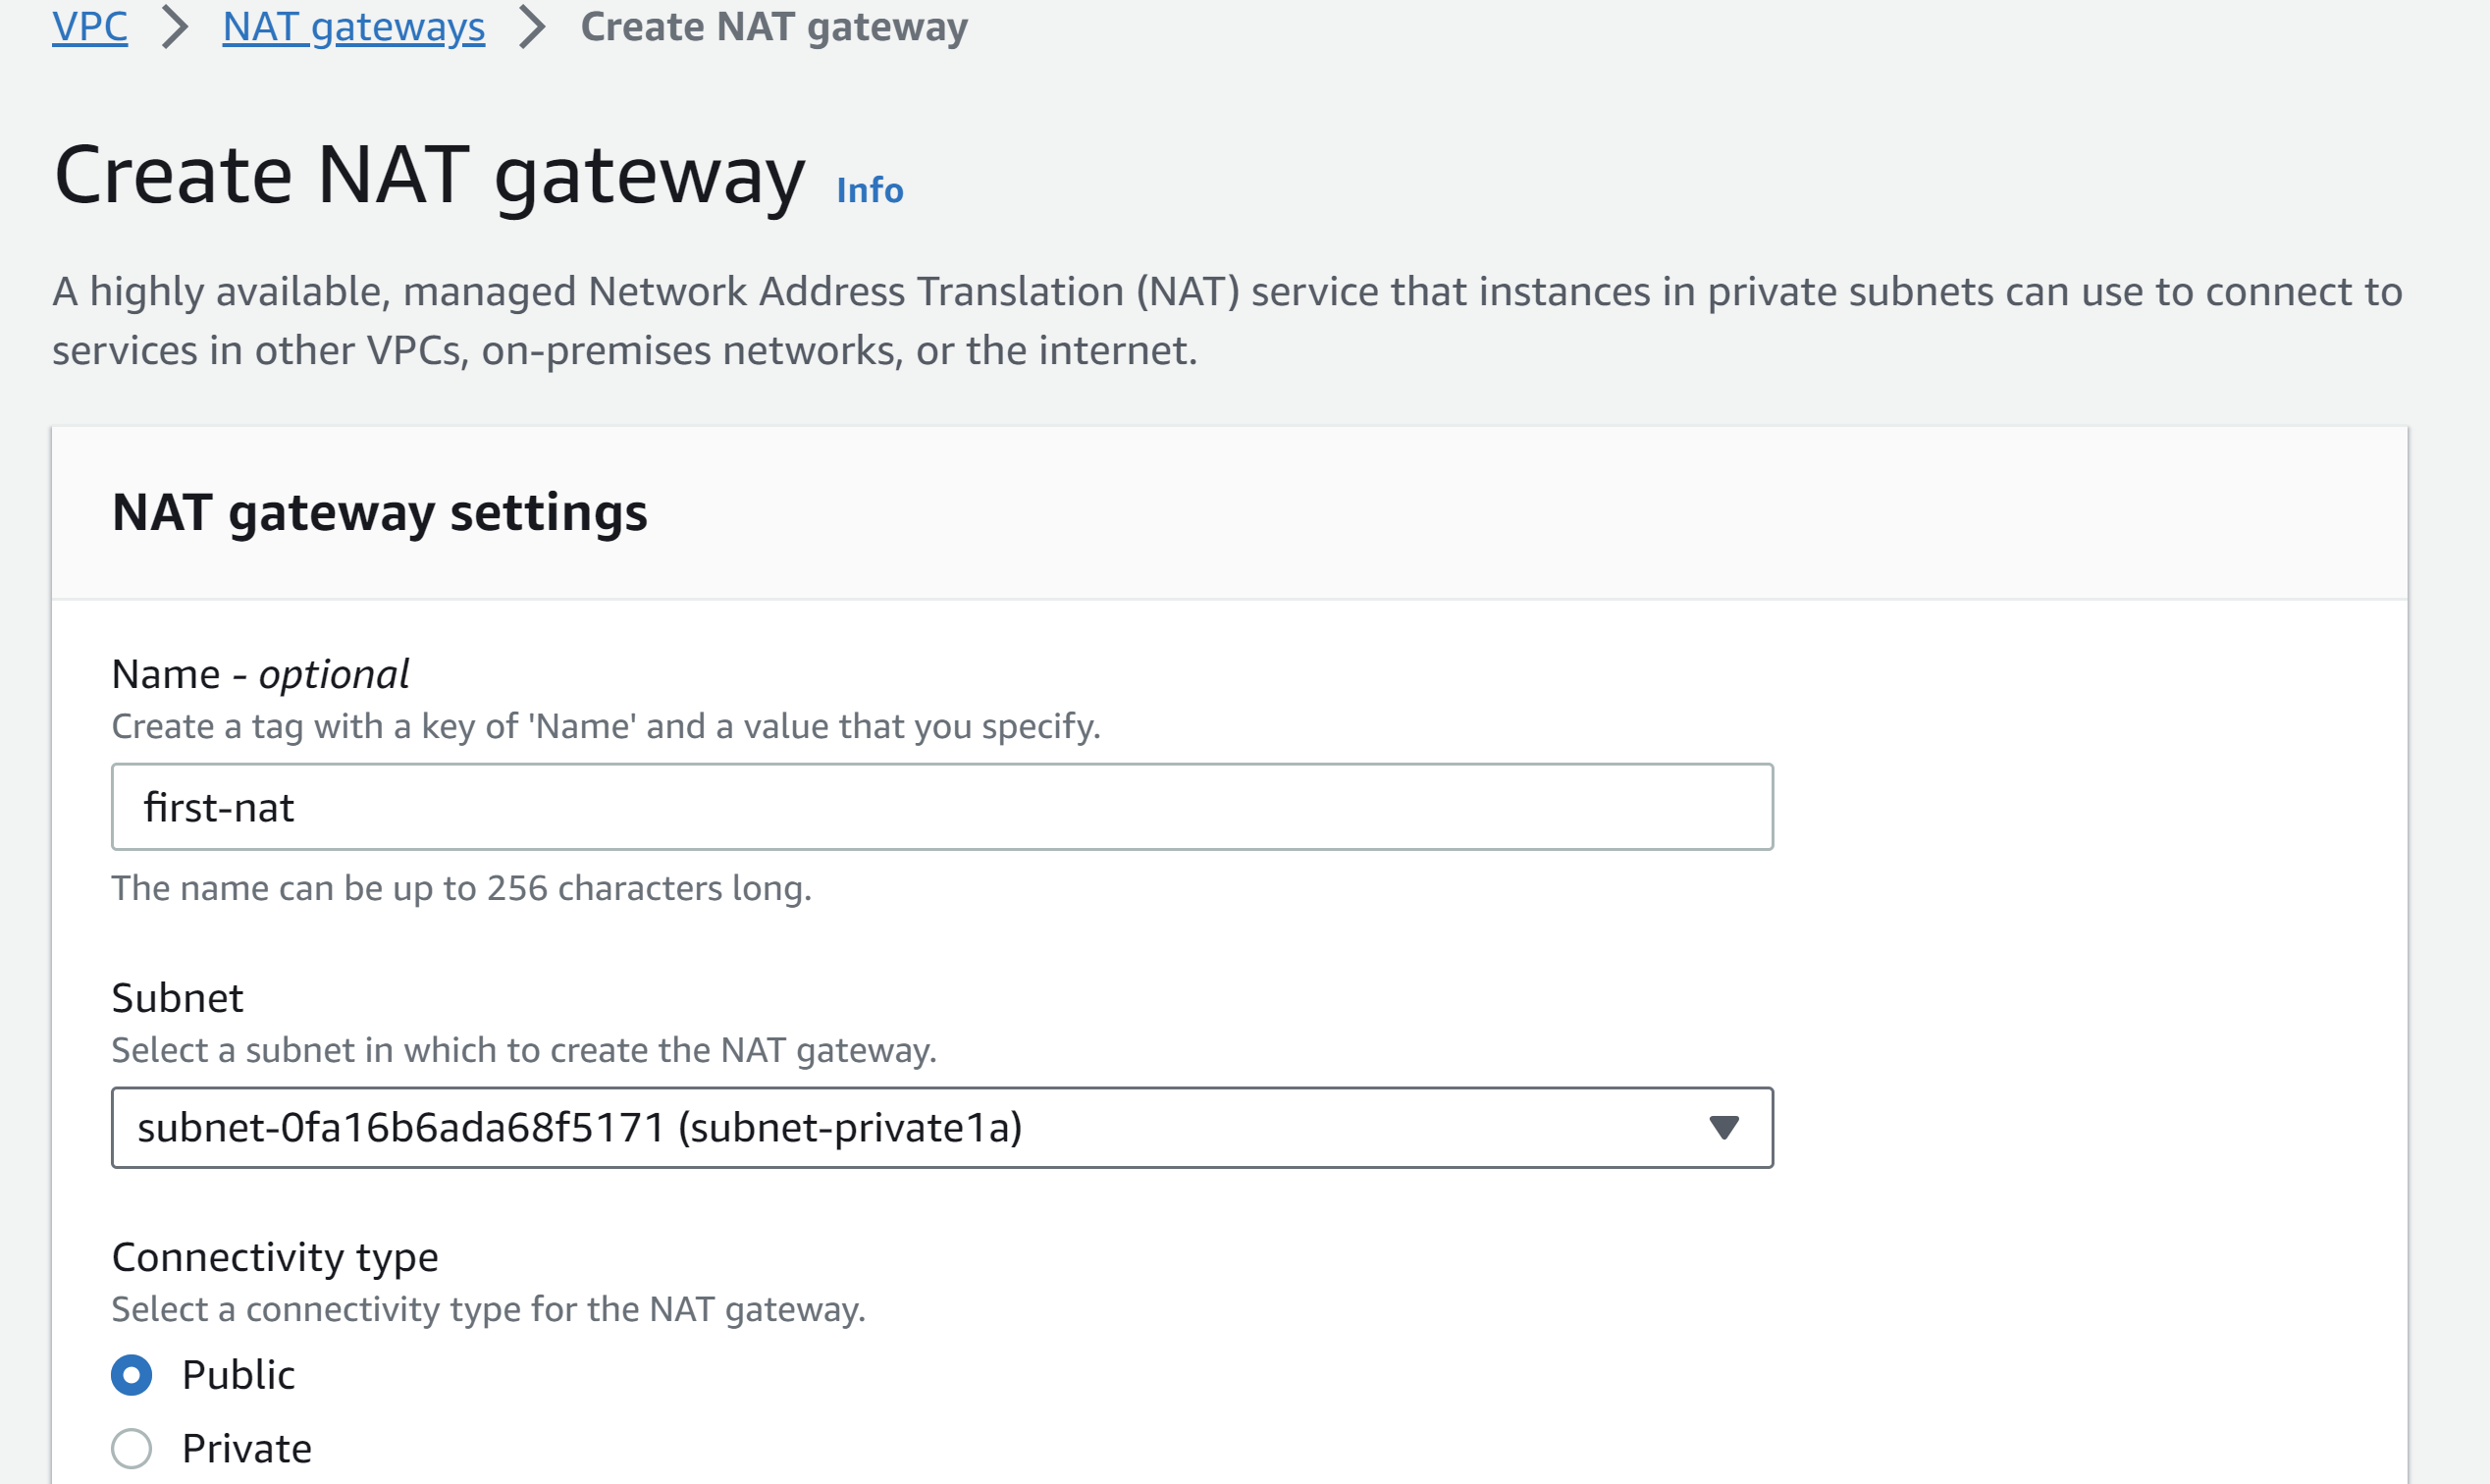 VPC > NAT gateways > Create NAT gateway
Create NAT gateway Info
A highly available, managed Network Address Translation (NAT) service that instances in private subnets can use to connect to
services in other VPCs, on-premises networks, or the internet.
NAT gateway settings
Name - optional
Create a tag with a key of 'Name' and a value that you specify.
first-nat
The name can be up to 256 characters long.
Subnet
Select a subnet in which to create the NAT gateway.
subnet-0fa16b6ada68f5171 (subnet-private1a)
Connectivity type
Select a connectivity type for the NAT gateway.
Public
Private